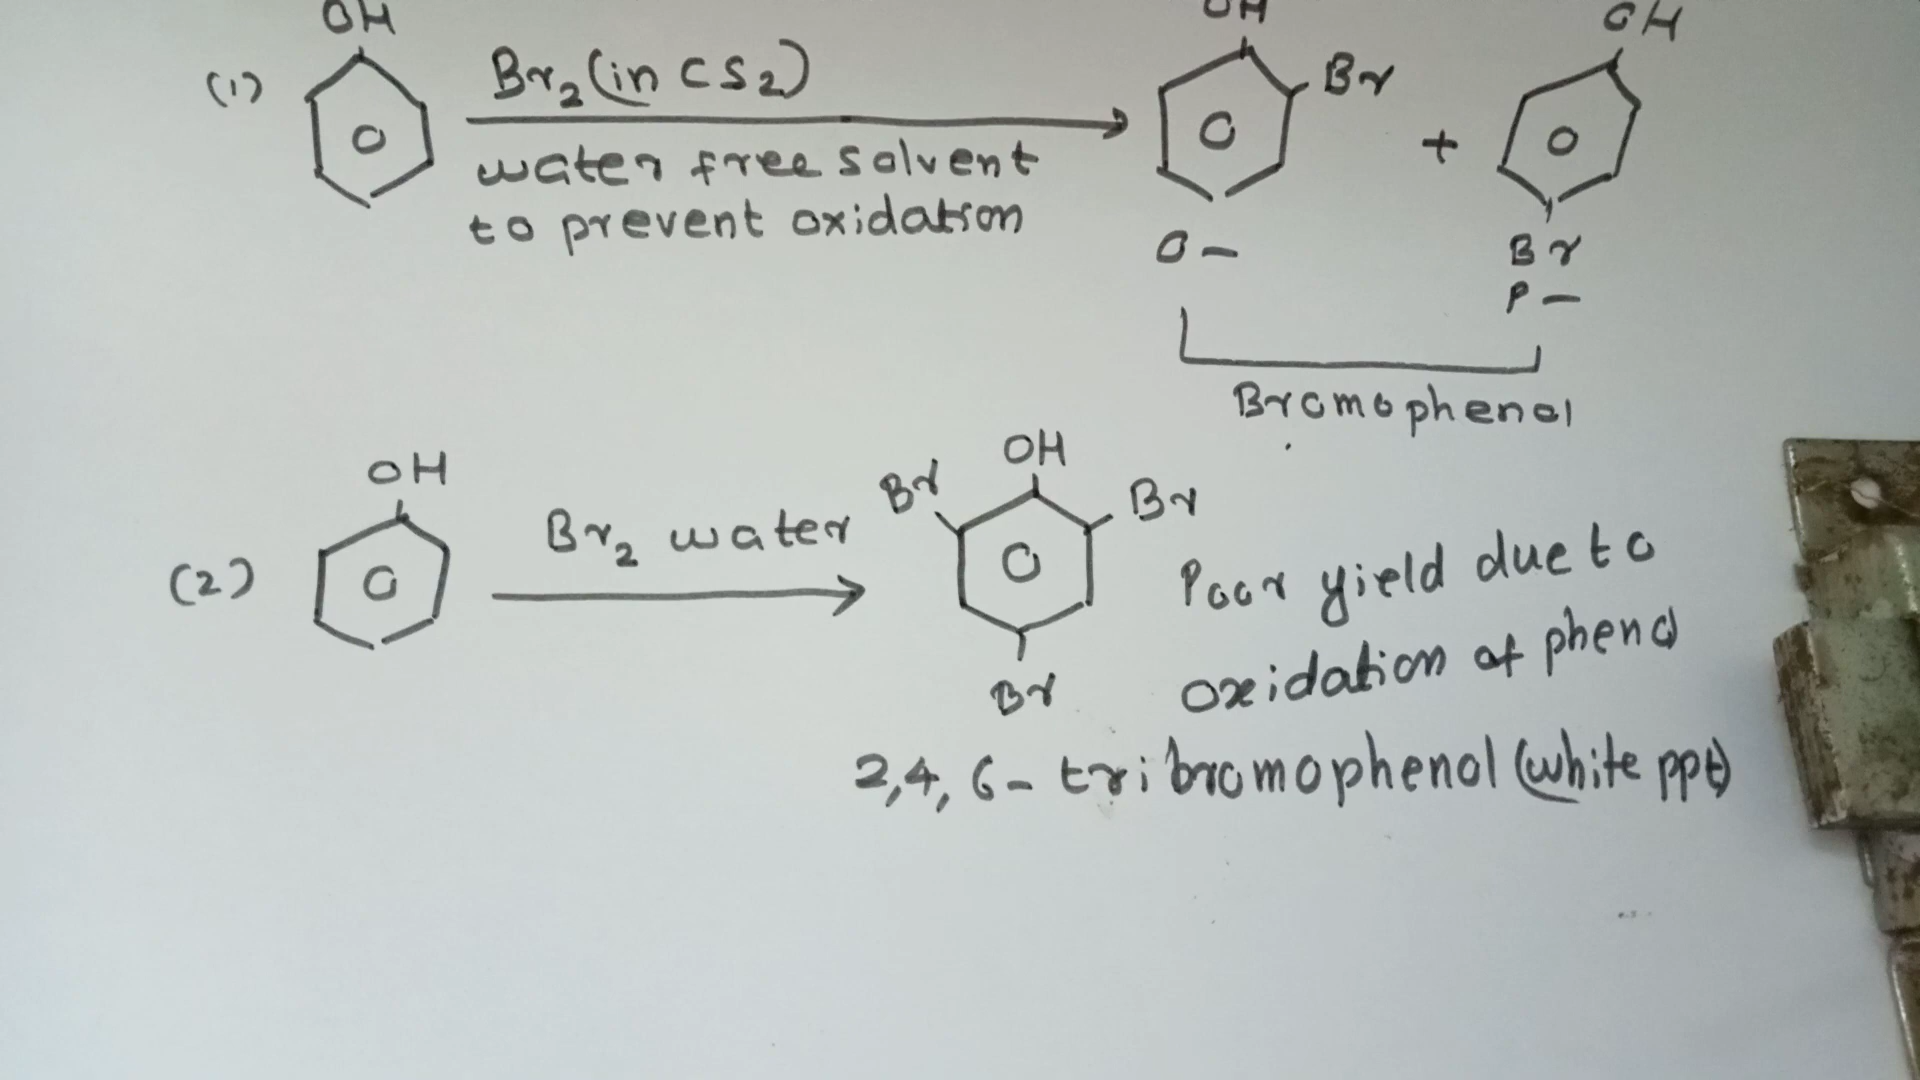 OH
(1)
Br₂ (in CS₂)
water free solvent
to prevent oxidation
OH
Br
+
OH
O -
Br
P -
Bromophenol
(2)
OH
Br₂ water
OH
Br
Br
Br
Poor yield due to
oxidation of phenol
2,4,6- tribromophenol (white ppt)